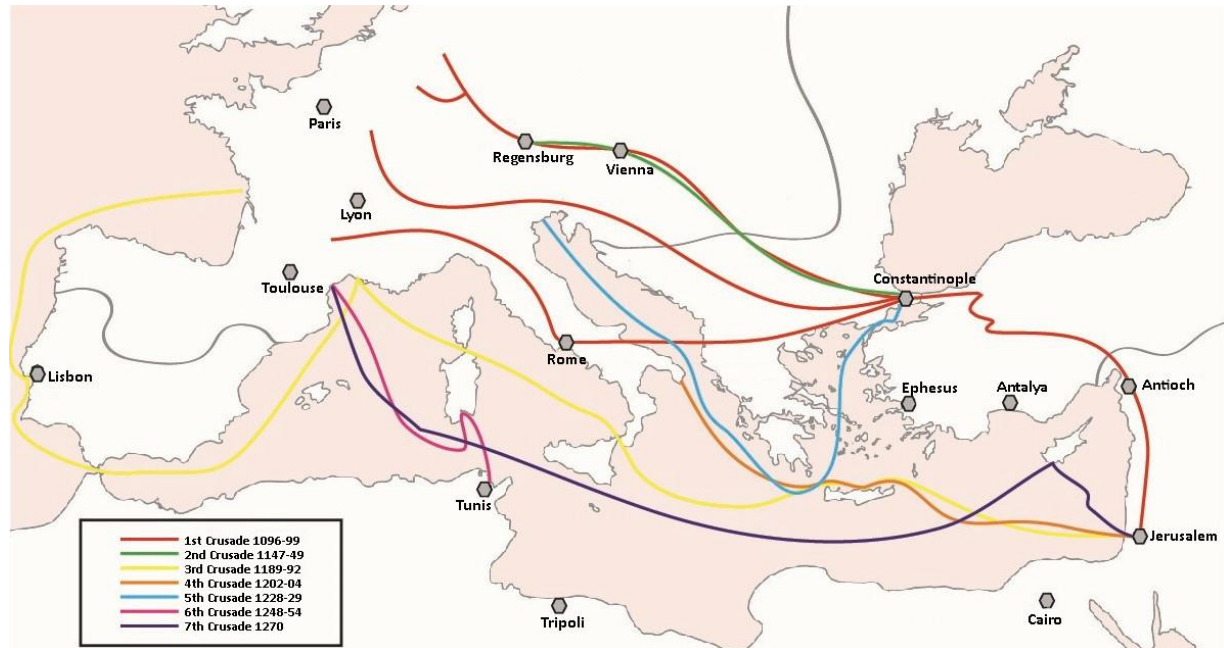 Paris
Regensburg
Vienna
Lyon
Toulouse
Constantinople
Rome
Lisbon
Ephesus
Antalya
Antioch
Tunis
Jerusalem
Tripoli
Cairo
1st Crusade 1096-99
2nd Crusade 1147-49
3rd Crusade 1189-92
4th Crusade 1202-04
5th Crusade 1228-29
6th Crusade 1248-54
7th Crusade 1270